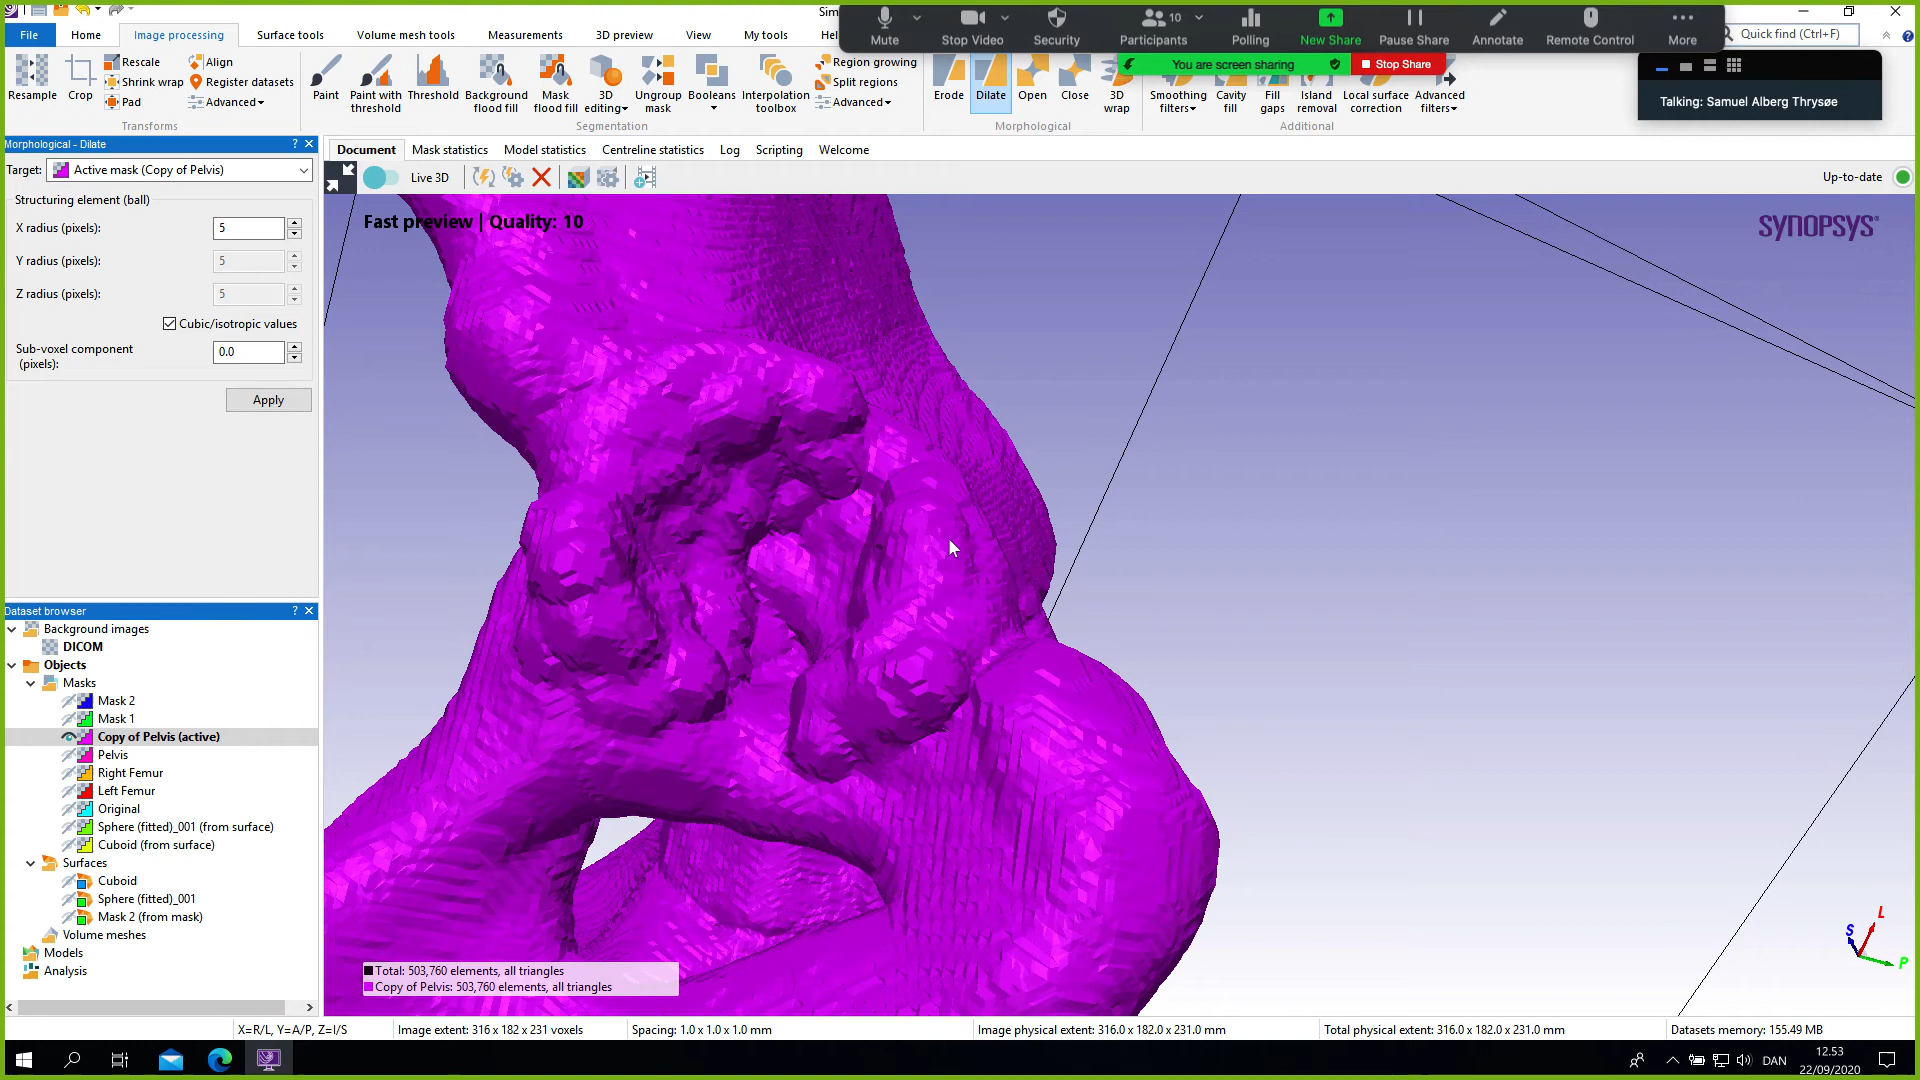 Sim
10
Mute
Stop Video
Security
Participants
Polling
New Share
Pause Share
Annotate
Remote Control
More
File
Home
Image processing
Surface tools
Volume mesh tools
Measurements
3D preview
View
My tools
Quick find (Ctrl+F)
You are screen sharing
Stop Share
Talking: Samuel Alberg Thrysøe
Resample
Crop
Rescale
Shrink wrap
Pad
Align
Register datasets
Advanced
Transforms
Paint
Paint with threshold
Threshold
Background flood fill
Mask flood fill
3D editing
Ungroup mask
Booleans
Interpolation toolbox
Region growing
Split regions
Advanced
Segmentation
Erode
Dilate
Open
Close
3D wrap
Morphological
Smoothing filters
Cavity fill
Fill gaps
Island removal
Local surface correction
Advanced filters
Additional
Morphological - Dilate
Target:
Active mask (Copy of Pelvis)
Structuring element (ball)
X radius (pixels):
5
Y radius (pixels):
5
Z radius (pixels):
5
Cubic/isotropic values
Sub-voxel component (pixels):
0.0
Apply
Document
Mask statistics
Model statistics
Centreline statistics
Log
Scripting
Welcome
Live 3D
Up-to-date
Fast preview | Quality: 10
SYNOPSYS
Dataset browser
Background images
DICOM
Objects
Masks
Mask 2
Mask 1
Copy of Pelvis (active)
Pelvis
Right Femur
Left Femur
Original
Sphere (fitted)_001 (from surface)
Cuboid (from surface)
Surfaces
Cuboid
Sphere (fitted)_001
Mask 2 (from mask)
Volume meshes
Models
Analysis
Total: 503,760 elements, all triangles
Copy of Pelvis: 503,760 elements, all triangles
L
S
P
X=R/L, Y=A/P, Z=I/S
Image extent: 316 x 182 x 231 voxels
Spacing: 1.0 x 1.0 x 1.0 mm
Image physical extent: 316.0 x 182.0 x 231.0 mm
Total physical extent: 316.0 x 182.0 x 231.0 mm
Datasets memory: 155.49 MB
DAN
12.53
22/09/2020